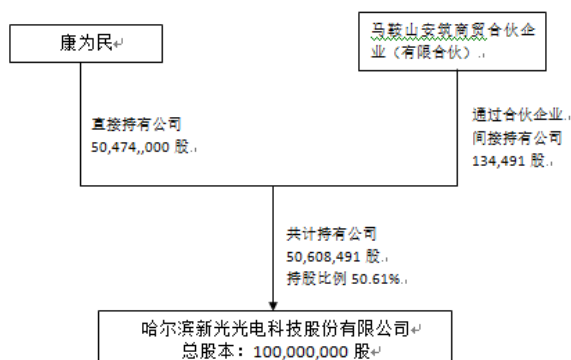 康为民
马鞍山安筑商贸合伙企
业（有限合伙）.
直接持有公司
50,474,,000 股.
通过合伙企业.
间接持有公司
134,491 股.
共计持有公司
50,608,491 股.
持股比例 50.61%.
哈尔滨新光光电科技股份有限公司
总股本：100,000,000 股